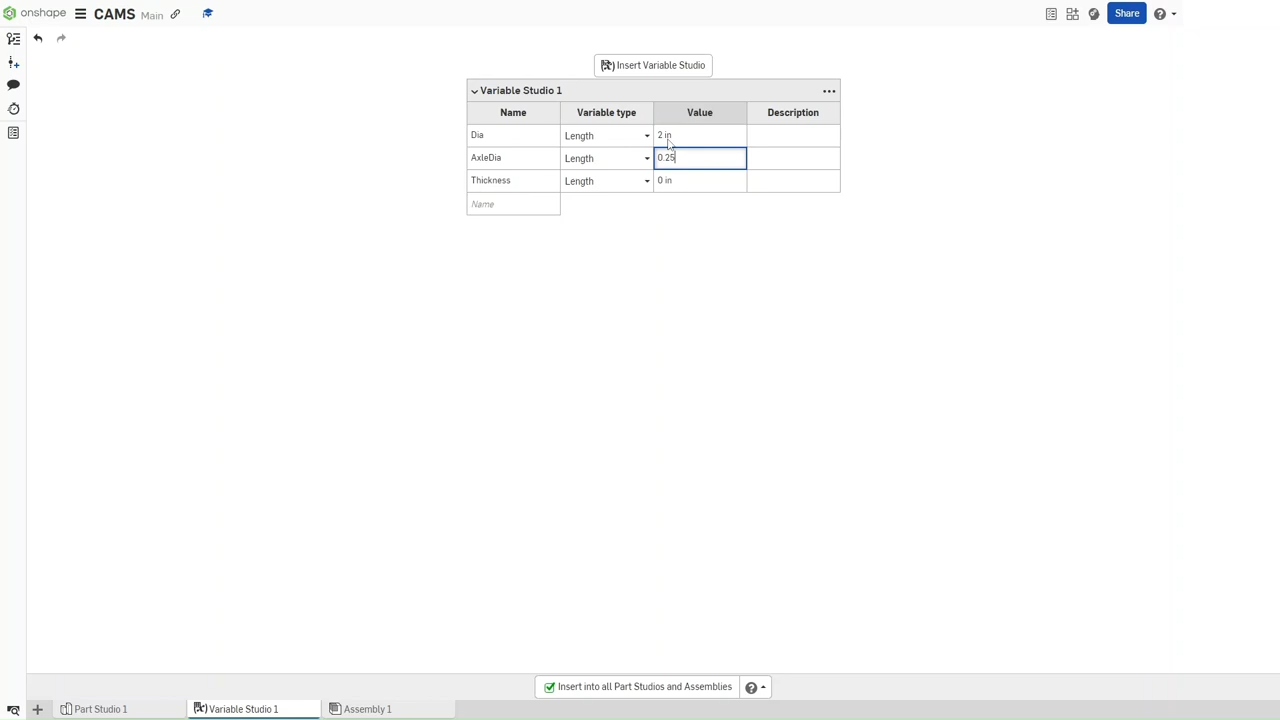 onshape CAMS Main Share
Insert Variable Studio
Variable Studio 1
Name Variable type Value Description
Dia Length 2 in
AxleDia Length 0.25
Thickness Length 0 in
Name
Insert into all Part Studios and Assemblies
Part Studio 1 Variable Studio 1 Assembly 1